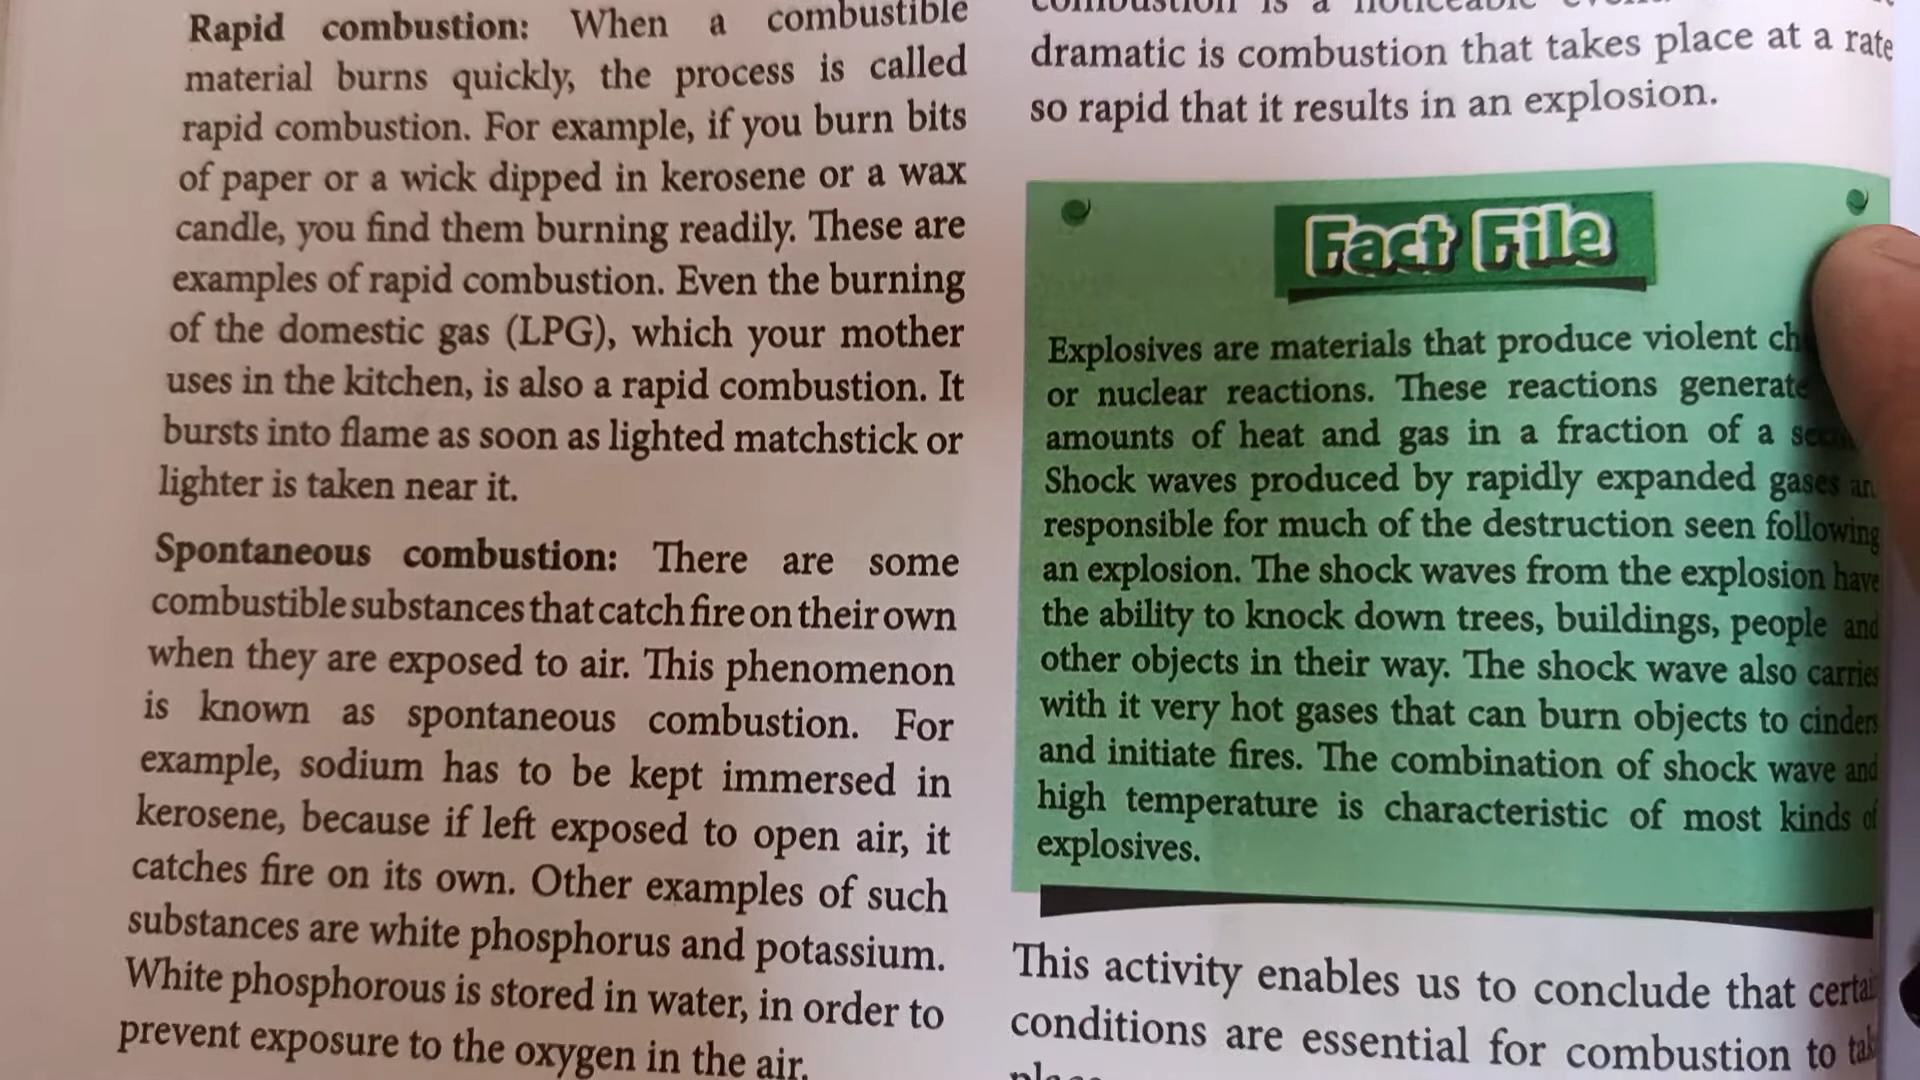 Rapid combustion: When a combustible
material burns quickly, the process is called
rapid combustion. For example, if you burn bits
of paper or a wick dipped in kerosene or a wax
candle, you find them burning readily. These are
examples of rapid combustion. Even the burning
of the domestic gas (LPG), which your mother
uses in the kitchen, is also a rapid combustion. It
bursts into flame as soon as lighted matchstick or
lighter is taken near it.
Spontaneous combustion: There are some
combustible substances that catch fire on their own
when they are exposed to air. This phenomenon
is known as spontaneous combustion. For
example, sodium has to be kept immersed in
kerosene, because if left exposed to open air, it
catches fire on its own. Other examples of such
substances are white phosphorus and potassium.
White phosphorous is stored in water, in order to
prevent exposure to the oxygen in the air.
combustion is a noticeable
dramatic is combustion that takes place at a rate
so rapid that it results in an explosion.
Fact File
Explosives are materials that produce violent
or nuclear reactions. These reactions generate
amounts of heat and gas in a fraction of a
Shock waves produced by rapidly expanded gases
responsible for much of the destruction seen following
an explosion. The shock waves from the explosion have
the ability to knock down trees, buildings, people and
other objects in their way. The shock wave also carries
with it very hot gases that can burn objects to cinders
and initiate fires. The combination of shock wave and
high temperature is characteristic of most kinds of
explosives.
This activity enables us to conclude that
conditions are essential for combustion to